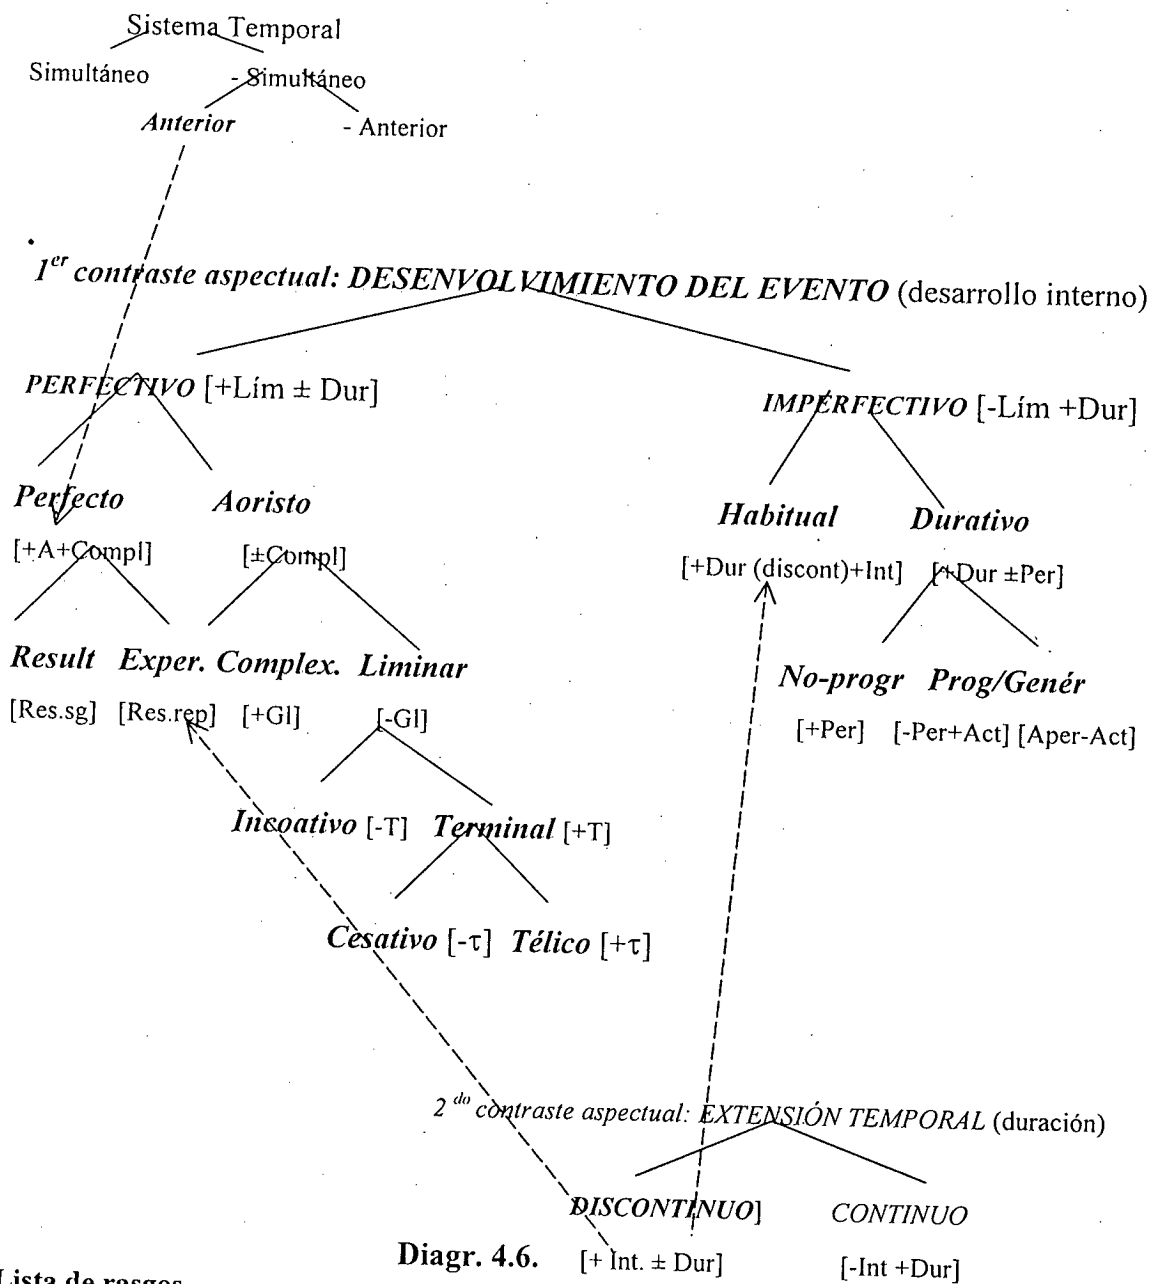 Sistema Temporal
Simultáneo - Simultáneo
Anterior - Anterior
1er contraste aspectual: DESENVOLVIMIENTO DEL EVENTO (desarrollo interno)
PERFECTIVO [+Lím ± Dur] IMPERFECTIVO [-Lím +Dur]
Perfecto Aoristo Habitual Durativo
[+A+Compl] [±Compl] [+Dur (discont)+Int] [+Dur ±Per]
Result Exper. Complex. Liminar No-progr Prog/Genér
[Res.sg] [Res.rep] [+Gl] [-Gl] [+Per] [-Per+Act] [Aper-Act]
Incoativo [-T] Terminal [+T]
Cesativo [-τ] Télico [+τ]
2do contraste aspectual: EXTENSIÓN TEMPORAL (duración)
DISCONTINUO] CONTINUO
Diagr. 4.6. [+ Int. ± Dur] [-Int +Dur]
Lista de rasgos